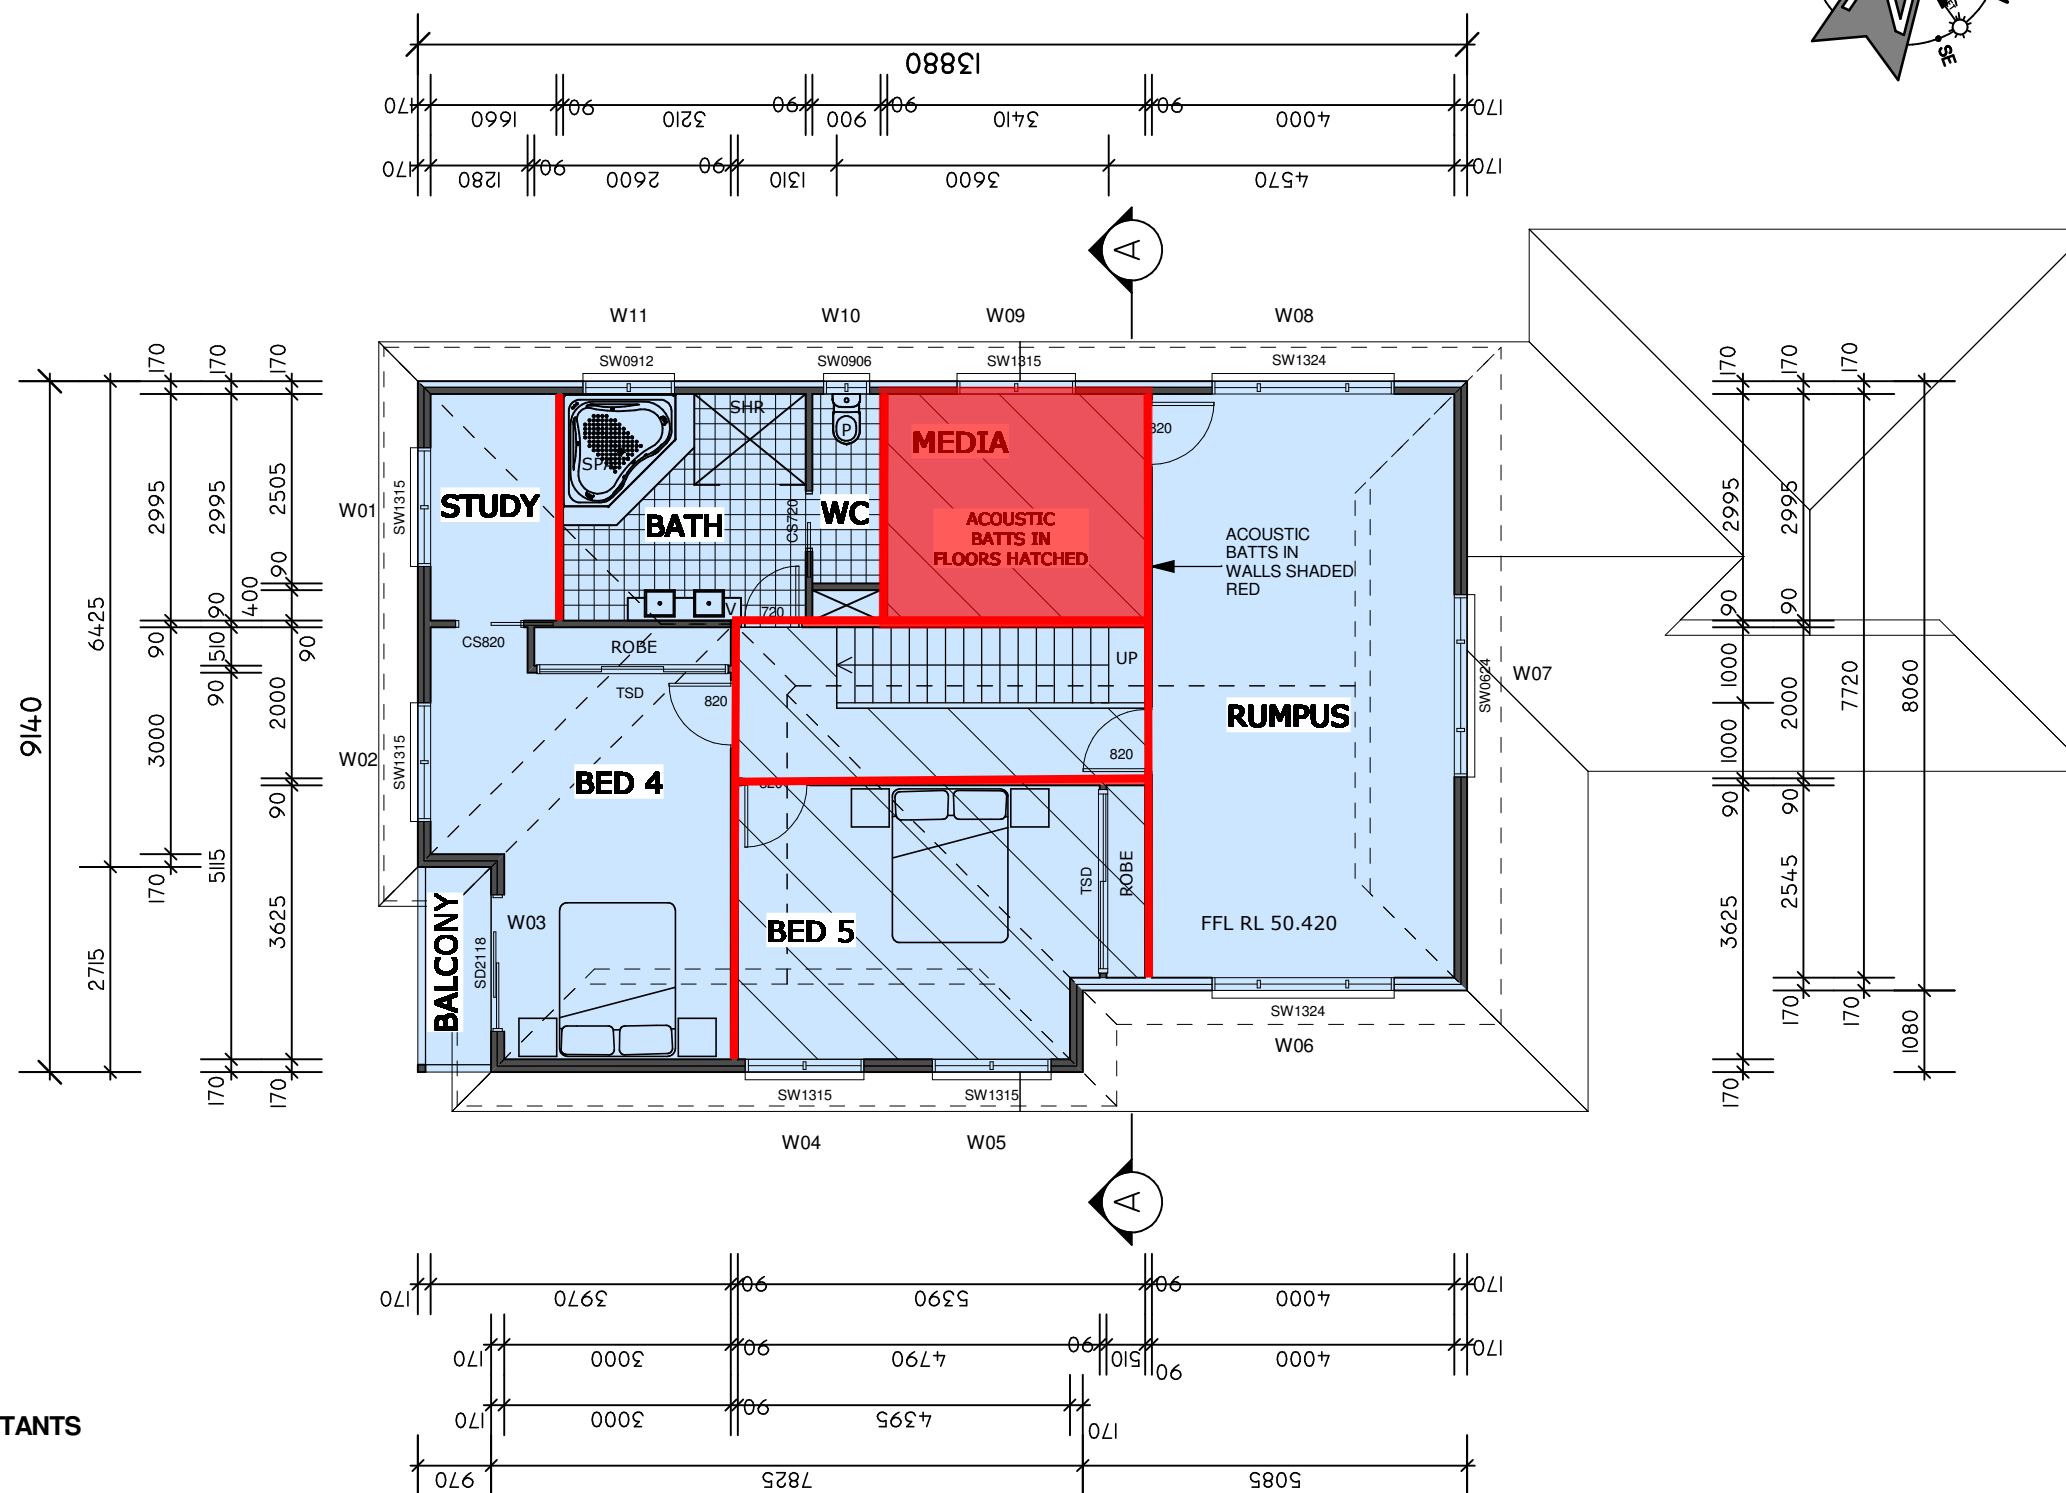 SE
13880
170 1660 90 3210 90 900 90 3410 90 4000 170
170 1280 90 2600 90 1310 3600 4570 170
A
W11 W10 W09 W08
SW0912 SW0906 SW1315 SW1324
170 170 170
170 170 170
SHR
P
820
MEDIA
SPA
STUDY
BATH
WC
CS720
W01
SW1315
ACOUSTIC
BATTS IN
FLOORS HATCHED
ACOUSTIC
BATTS IN
WALLS SHADED
RED
2995 2995 2505
2995 2995
90 400
90 90
V
720
CS820
ROBE
TSD
820
UP
W07
SW0624
9140
6425
90 510 90
90 3000 2000
W02
SW1315
RUMPUS
BED 4
820
820
1000 2000 7720 8060
1000
90 90
90
5115
170
2715
3625
BALCONY
W03
SD2118
BED 5
TSD
ROBE
FFL RL 50.420
3625 2545
170 170 1080
170
170 170
SW1324
W06
SW1315 SW1315
W04 W05
A
170 3970 90 5390 90 4000 170
170 3000 90 4790 90 510 90 4000 170
170 3000 90 4395 170
TANTS
970 7825 5085